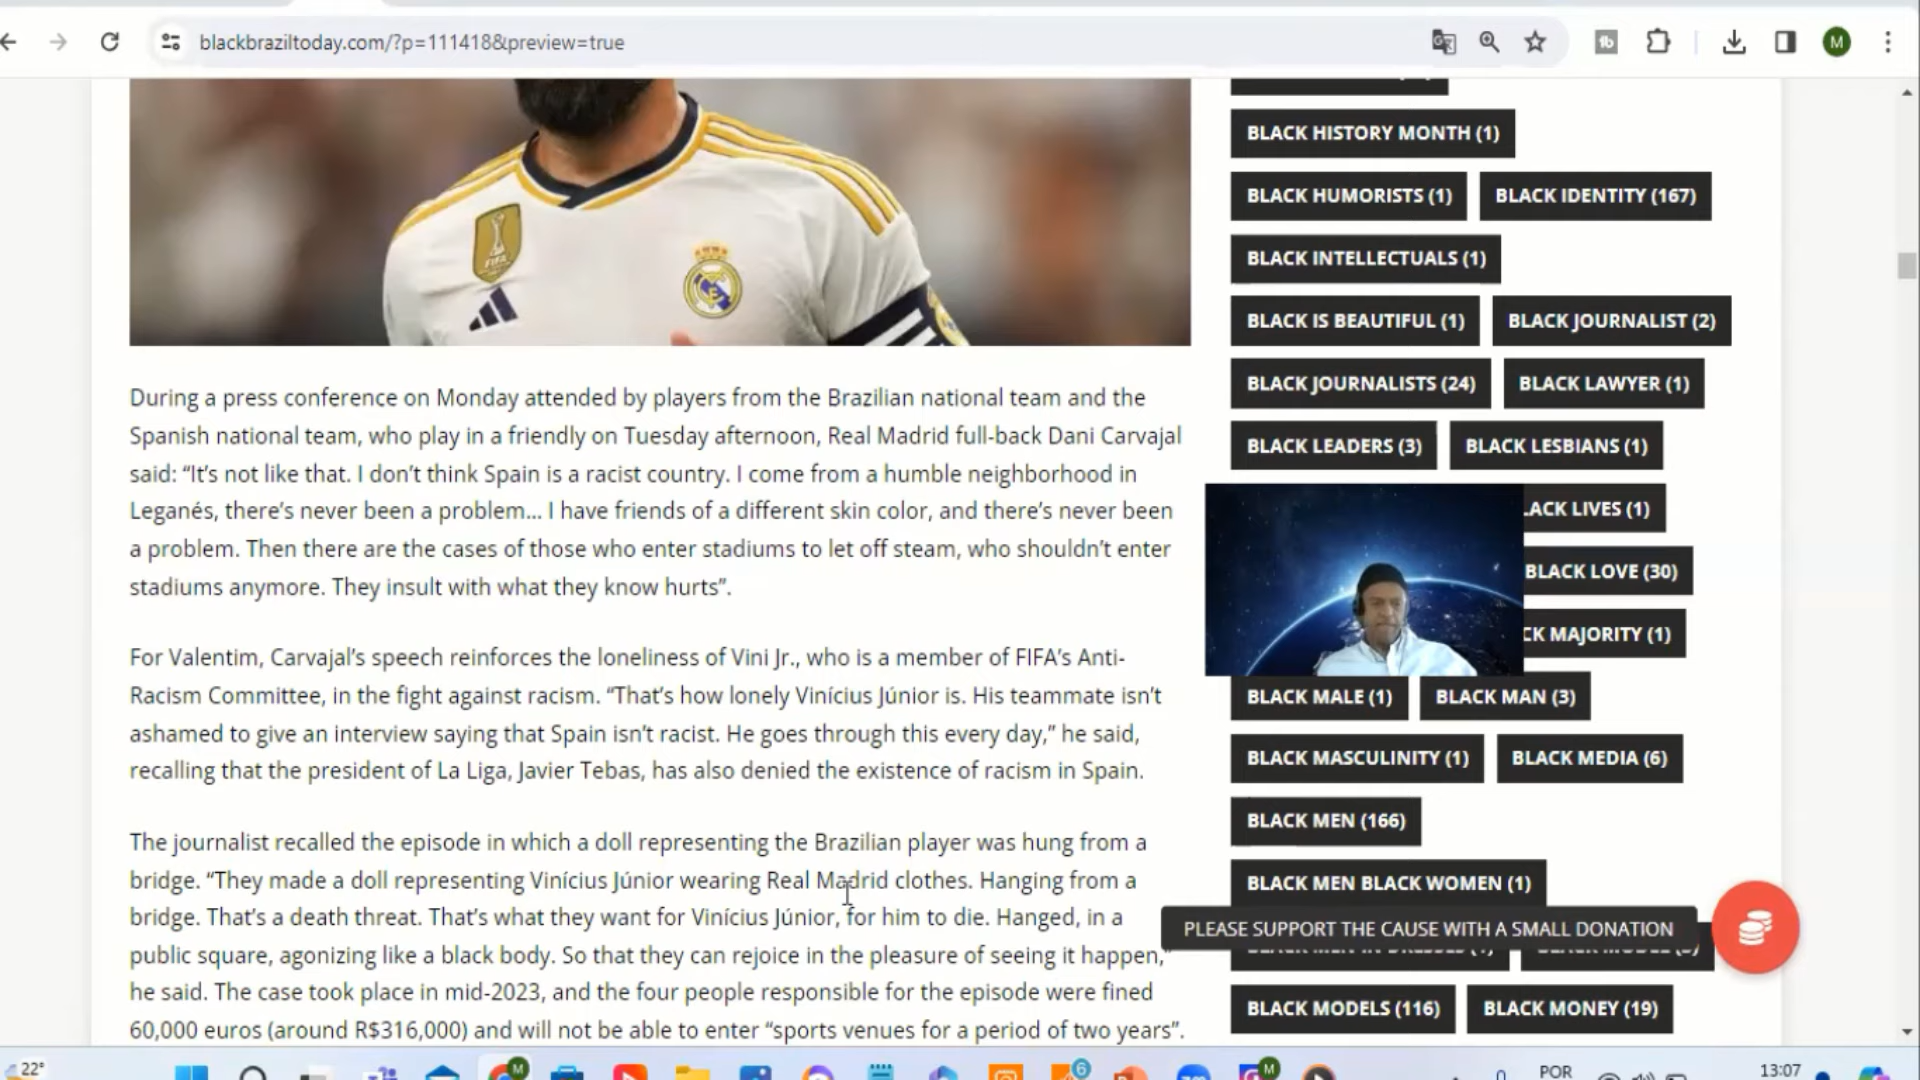 blackbraziltoday.com/?p=111418&preview=true
M
BLACK HISTORY MONTH (1)
BLACK HUMORISTS (1) BLACK IDENTITY (167)
BLACK INTELLECTUALS (1)
BLACK IS BEAUTIFUL (1) BLACK JOURNALIST (2)
BLACK JOURNALISTS (24) BLACK LAWYER (1)
BLACK LEADERS (3) BLACK LESBIANS (1)
LACK LIVES (1)
BLACK LOVE (30)
CK MAJORITY (1)
BLACK MALE (1) BLACK MAN (3)
BLACK MASCULINITY (1) BLACK MEDIA (6)
BLACK MEN (166)
BLACK MEN BLACK WOMEN (1)
PLEASE SUPPORT THE CAUSE WITH A SMALL DONATION
BLACK MODELS (116) BLACK MONEY (19)
FIFA
During a press conference on Monday attended by players from the Brazilian national team and the
Spanish national team, who play in a friendly on Tuesday afternoon, Real Madrid full-back Dani Carvajal
said: “It’s not like that. I don’t think Spain is a racist country. I come from a humble neighborhood in
Leganés, there’s never been a problem... I have friends of a different skin color, and there’s never been
a problem. Then there are the cases of those who enter stadiums to let off steam, who shouldn’t enter
stadiums anymore. They insult with what they know hurts”.
For Valentim, Carvajal’s speech reinforces the loneliness of Vini Jr., who is a member of FIFA’s Anti-
Racism Committee, in the fight against racism. “That’s how lonely Vinícius Júnior is. His teammate isn’t
ashamed to give an interview saying that Spain isn’t racist. He goes through this every day,” he said,
recalling that the president of La Liga, Javier Tebas, has also denied the existence of racism in Spain.
The journalist recalled the episode in which a doll representing the Brazilian player was hung from a
bridge. “They made a doll representing Vinícius Júnior wearing Real Madrid clothes. Hanging from a
bridge. That’s a death threat. That’s what they want for Vinícius Júnior, for him to die. Hanged, in a
public square, agonizing like a black body. So that they can rejoice in the pleasure of seeing it happen,”
he said. The case took place in mid-2023, and the four people responsible for the episode were fined
60,000 euros (around R$316,000) and will not be able to enter “sports venues for a period of two years”.
22°
POR
13:07